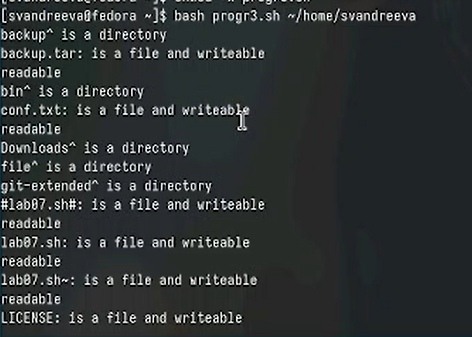 [svandreeva@fedora ~]$ bash progr3.sh ~/home/svandreeva
backup^ is a directory
backup.tar: is a file and writeable
readable
bin^ is a directory
conf.txt: is a file and writeable
readable
Downloads^ is a directory
file^ is a directory
git-extended^ is a directory
#lab07.sh#: is a file and writeable
readable
lab07.sh: is a file and writeable
readable
lab07.sh~: is a file and writeable
readable
LICENSE: is a file and writeable